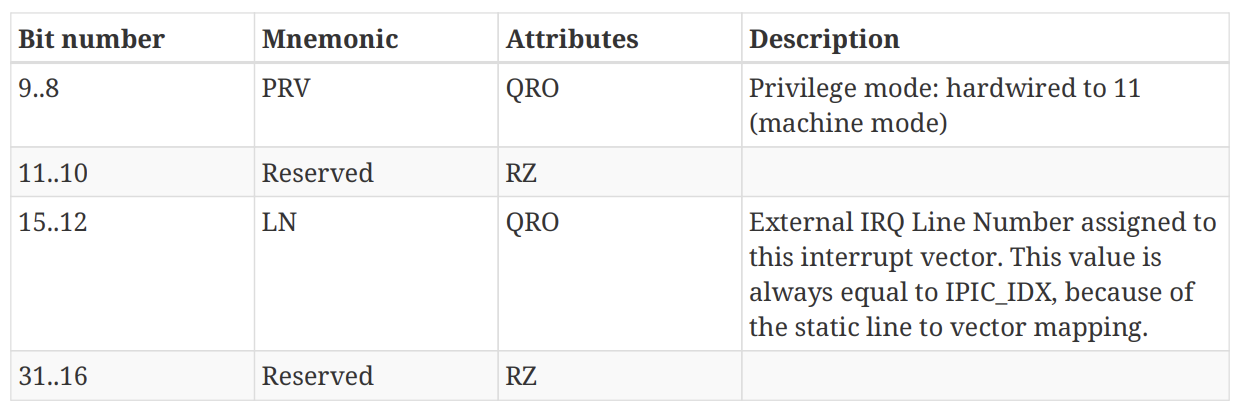 Bit number Mnemonic Attributes Description
9..8 PRV QRO Privilege mode: hardwired to 11
(machine mode)
11..10 Reserved RZ
15..12 LN QRO External IRQ Line Number assigned to
this interrupt vector. This value is
always equal to IPIC_IDX, because of
the static line to vector mapping.
31..16 Reserved RZ